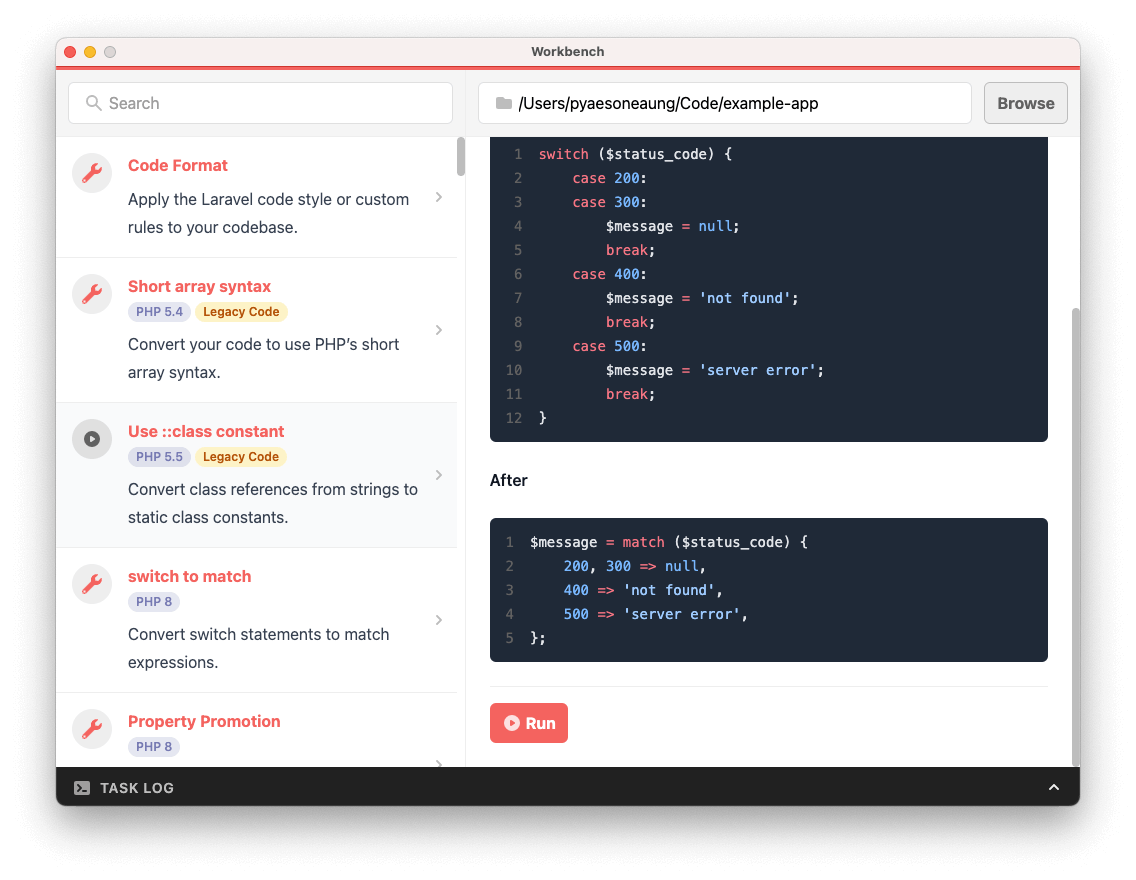 Workbench
Search
/Users/pyaesoneaung/Code/example-app
Browse
Code Format
Apply the Laravel code style or custom
rules to your codebase.
Short array syntax
PHP 5.4 Legacy Code
Convert your code to use PHP’s short
array syntax.
Use ::class constant
PHP 5.5 Legacy Code
Convert class references from strings to
static class constants.
switch to match
PHP 8
Convert switch statements to match
expressions.
Property Promotion
PHP 8
1 switch ($status_code) {
2     case 200:
3     case 300:
4         $message = null;
5         break;
6     case 400:
7         $message = 'not found';
8         break;
9     case 500:
10         $message = 'server error';
11         break;
12 }
After
1 $message = match ($status_code) {
2     200, 300 => null,
3     400 => 'not found',
4     500 => 'server error',
5 };
Run
TASK LOG